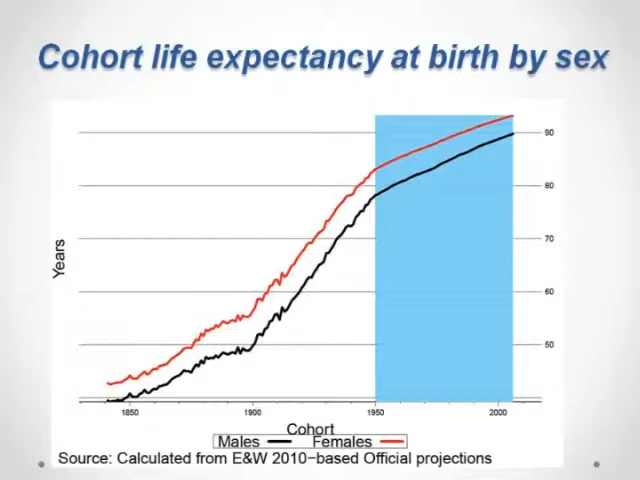 Cohort life expectancy at birth by sex
90
80
70
60
50
Years
1850
1900
1950
2000
Cohort
Males
Females
Source: Calculated from E&W 2010−based Official projections